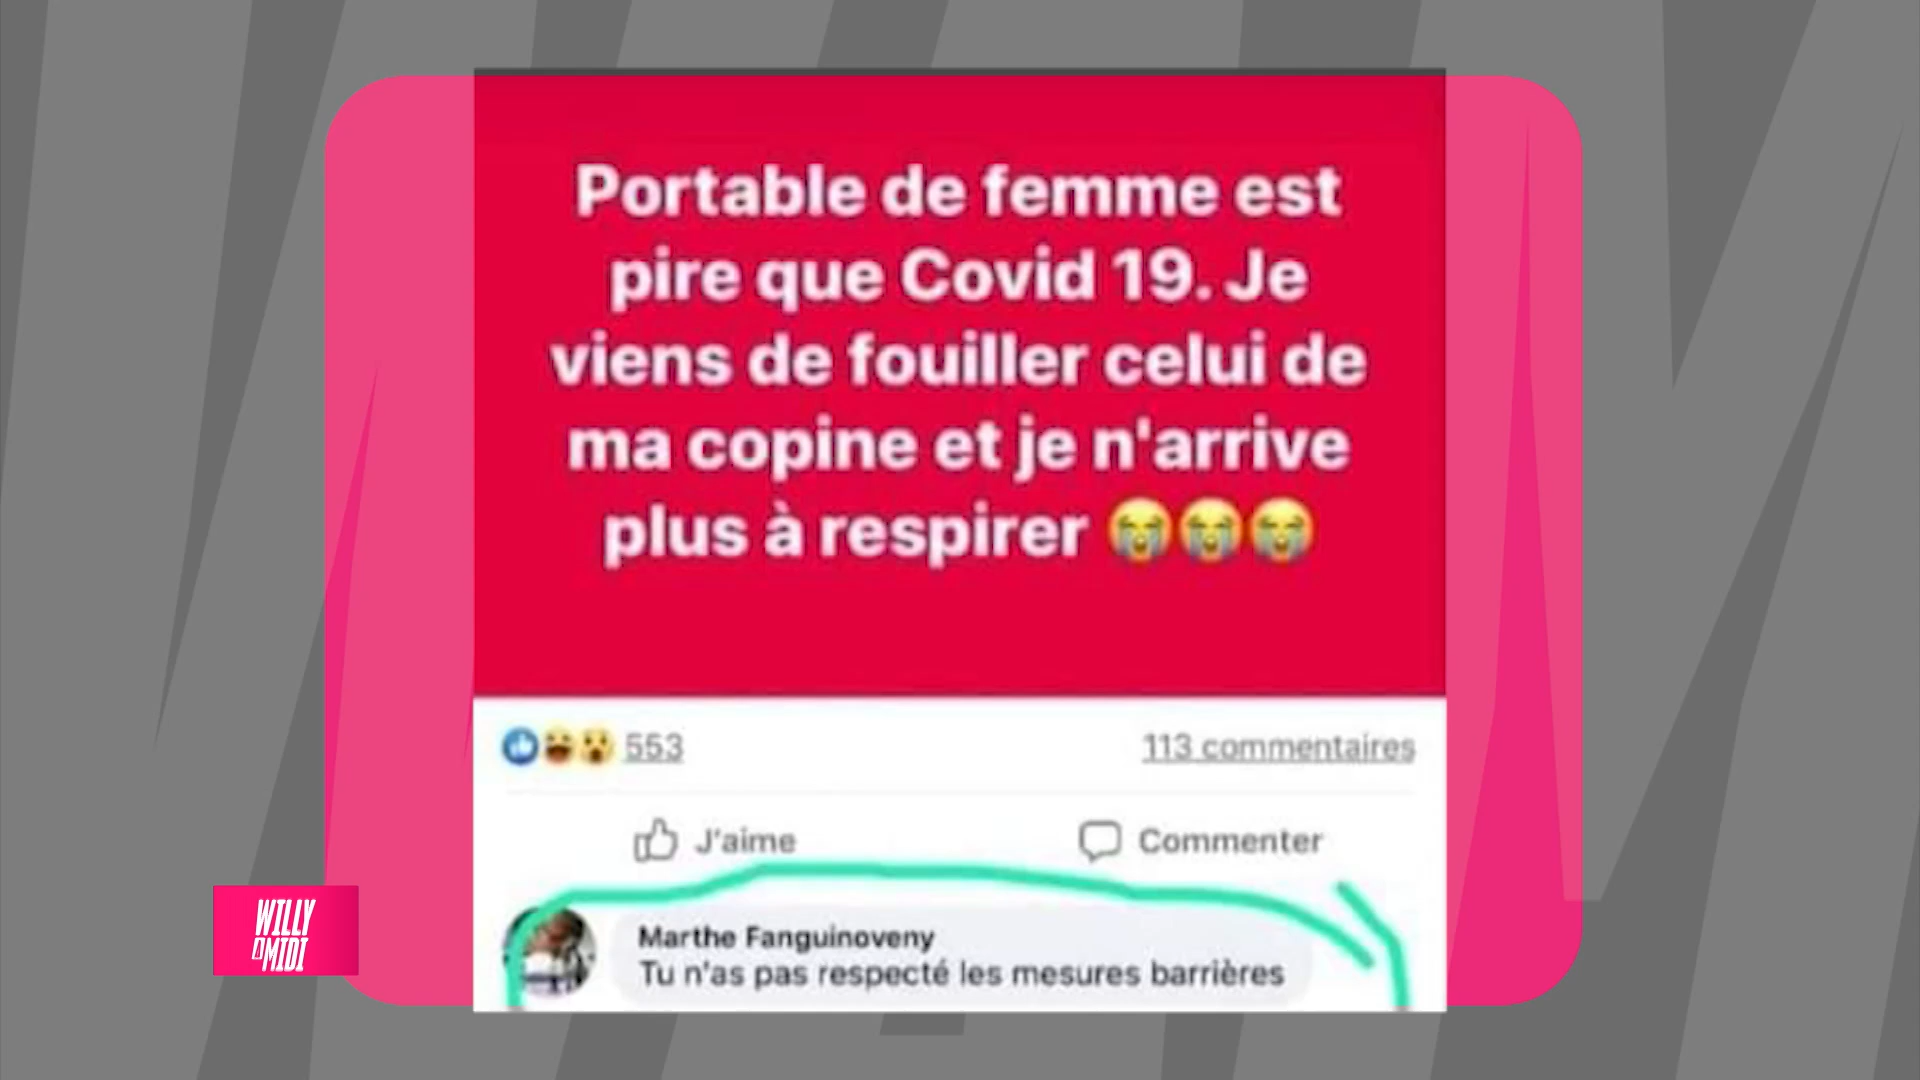 Portable de femme est
pire que Covid 19. Je
viens de fouiller celui de
ma copine et je n'arrive
plus à respirer 😭😭😭
553
113 commentaires
J'aime
Commenter
Marthe Fanguinoveny
Tu n'as pas respecté les mesures barrières
WILLY
À MIDI